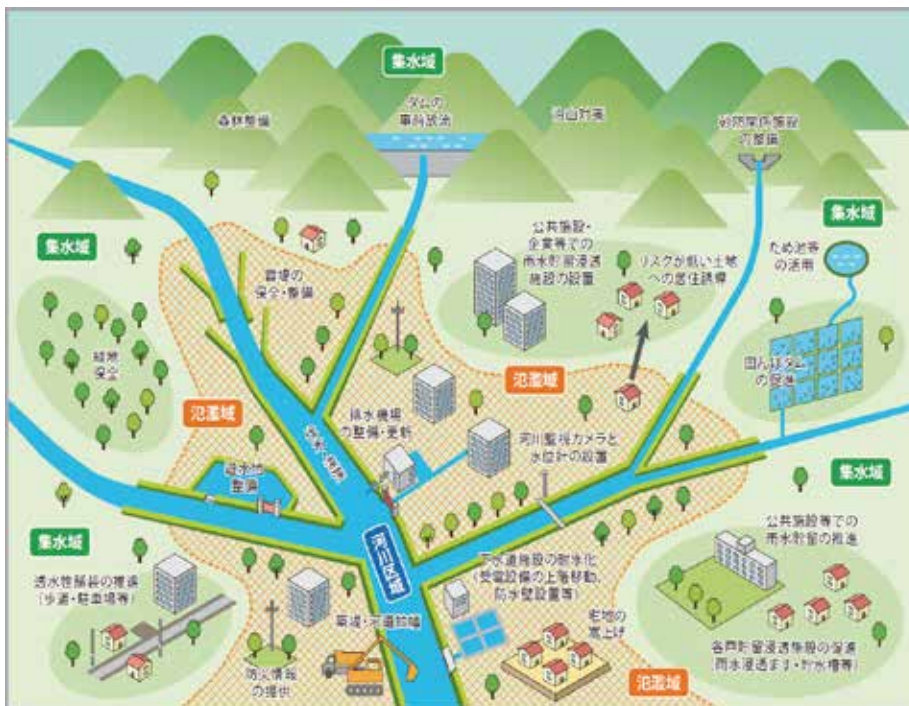 集水域
森林整備
ダムの
事前放流
治山対策
砂防関係施設
の整備
集水域
集水域
ため池等
の活用
公共施設・
企業等での
雨水貯留浸透
施設の設置
リスクが低い土地
への居住誘導
霞堤の
保全・整備
緑地
保全
田んぼダム
の促進
氾濫域
氾濫域
排水機場
の整備・更新
河川監視カメラと
水位計の設置
遊水地
整備
集水域
集水域
公共施設等での
雨水貯留の推進
透水性舗装の推進
(歩道・駐車場等)
河川区域
下水道施設の耐水化
(受電設備の上階移動、
防水壁設置等)
築堤・水道拡幅
宅地の
嵩上げ
各戸貯留浸透施設の促進
(雨水浸透ます・貯水槽等)
防災情報
の提供
氾濫域